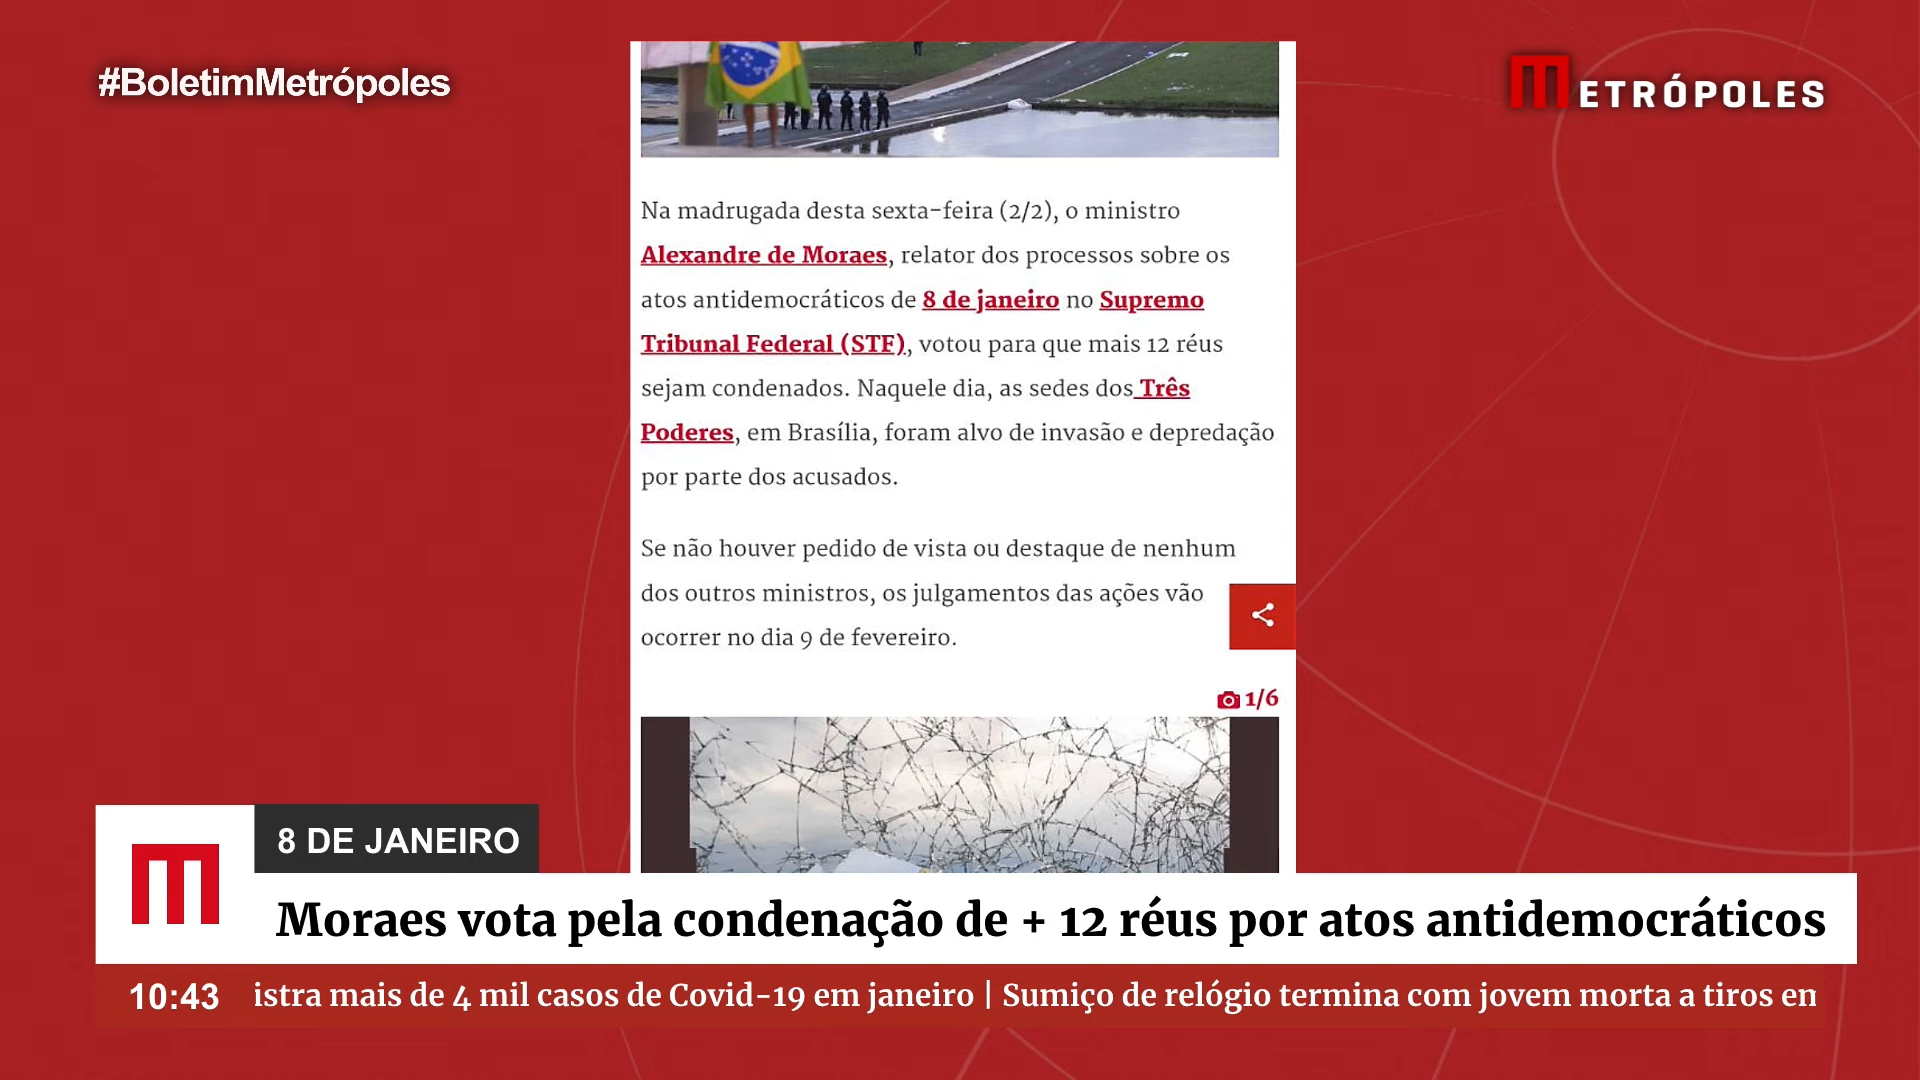 #BoletimMetrópoles
METRÓPOLES
Na madrugada desta sexta-feira (2/2), o ministro
Alexandre de Moraes, relator dos processos sobre os
atos antidemocráticos de 8 de janeiro no Supremo
Tribunal Federal (STF), votou para que mais 12 réus
sejam condenados. Naquele dia, as sedes dos Três
Poderes, em Brasília, foram alvo de invasão e depredação
por parte dos acusados.
Se não houver pedido de vista ou destaque de nenhum
dos outros ministros, os julgamentos das ações vão
ocorrer no dia 9 de fevereiro.
1/6
8 DE JANEIRO
M
Moraes vota pela condenação de + 12 réus por atos antidemocráticos
10:43 istra mais de 4 mil casos de Covid-19 em janeiro | Sumiço de relógio termina com jovem morta a tiros em